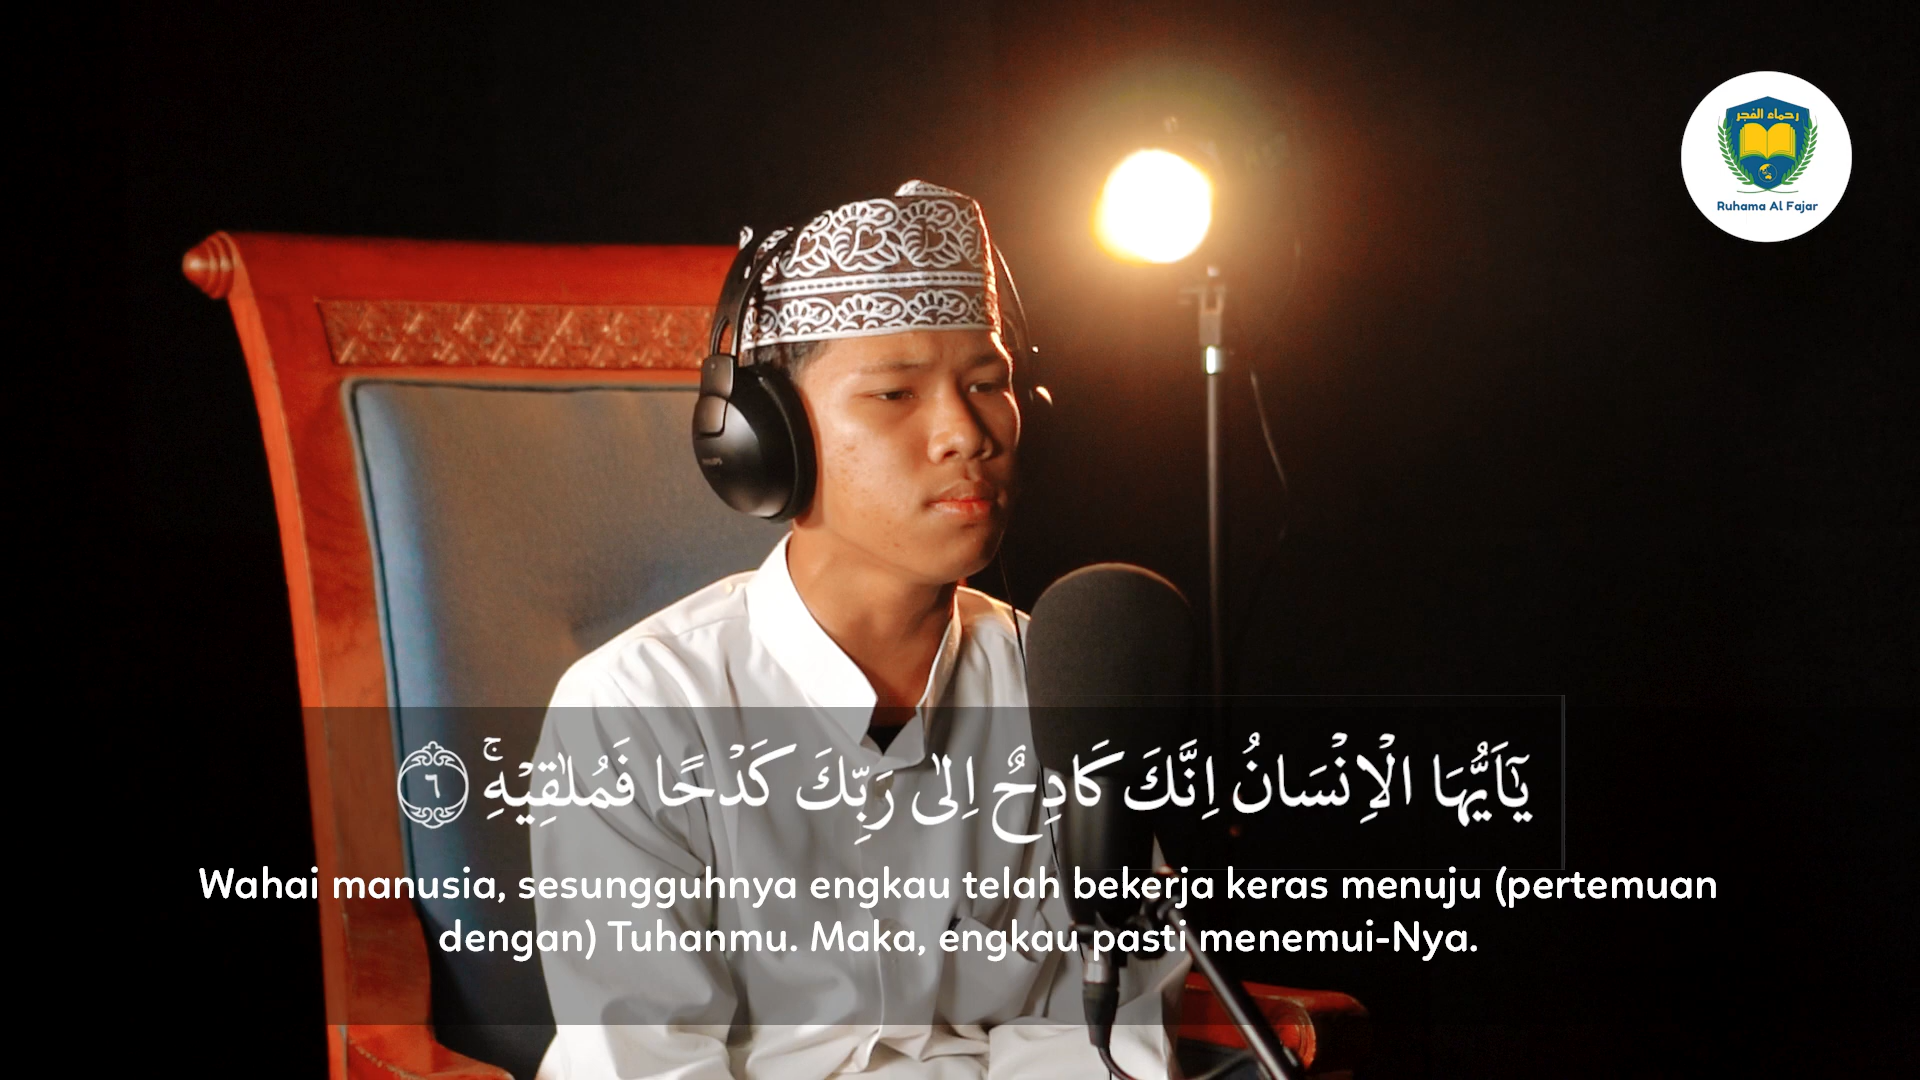 رحماء الفجر
Ruhama Al Fajar
PHILIPS
يٰٓاَيُّهَا الْاِنْسَانُ اِنَّكَ كَادِحٌ اِلٰى رَبِّكَ كَدْحًا فَمُلٰقِيْهِۚ ٦
Wahai manusia, sesungguhnya engkau telah bekerja keras menuju (pertemuan
dengan) Tuhanmu. Maka, engkau pasti menemui-Nya.